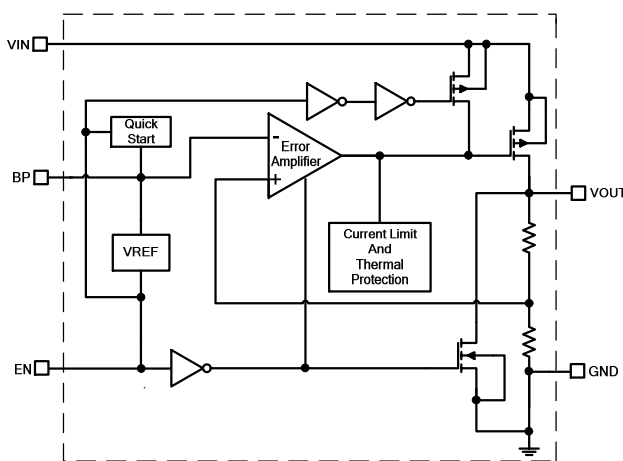 VIN
Quick
Start
Error
Amplifier
-
+
BP
VOUT
VREF
Current Limit
And
Thermal
Protection
EN
GND